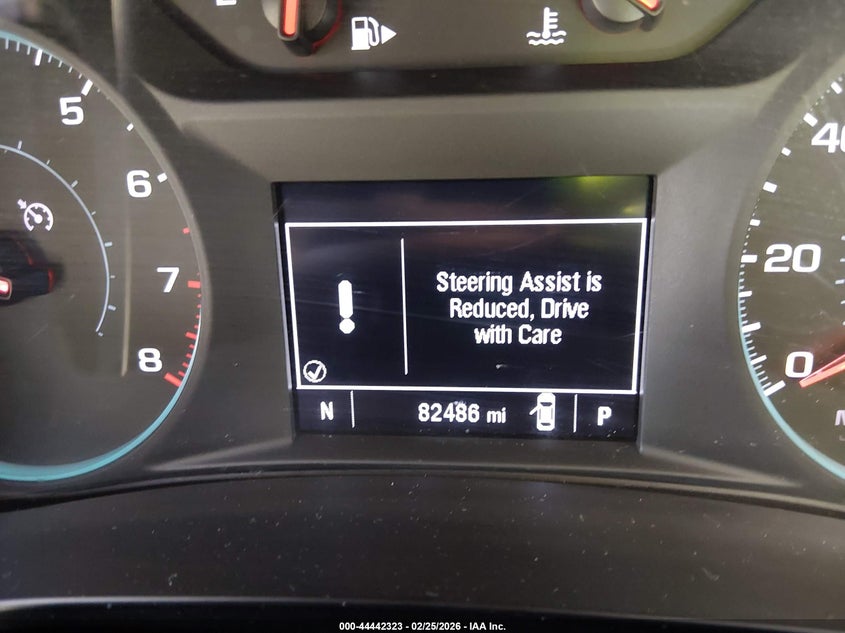 5
6
7
8
40
20
0
Steering Assist is
Reduced, Drive
with Care
N
82486 mi
P
000-44442323 - 02/25/2026 - IAA Inc.